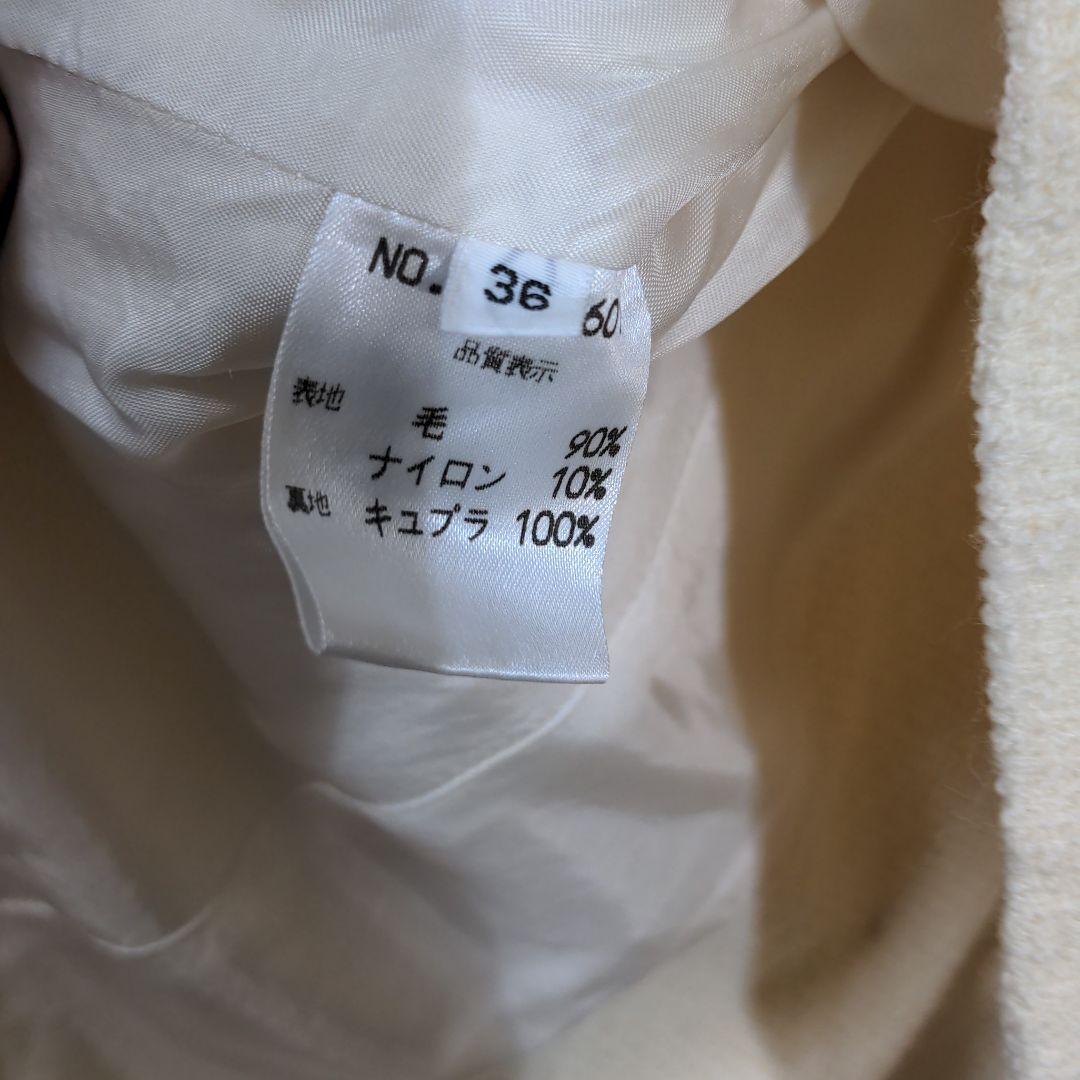 NO. 36 60
品質表示
表地 毛 90%
ナイロン 10%
裏地 キュプラ 100%